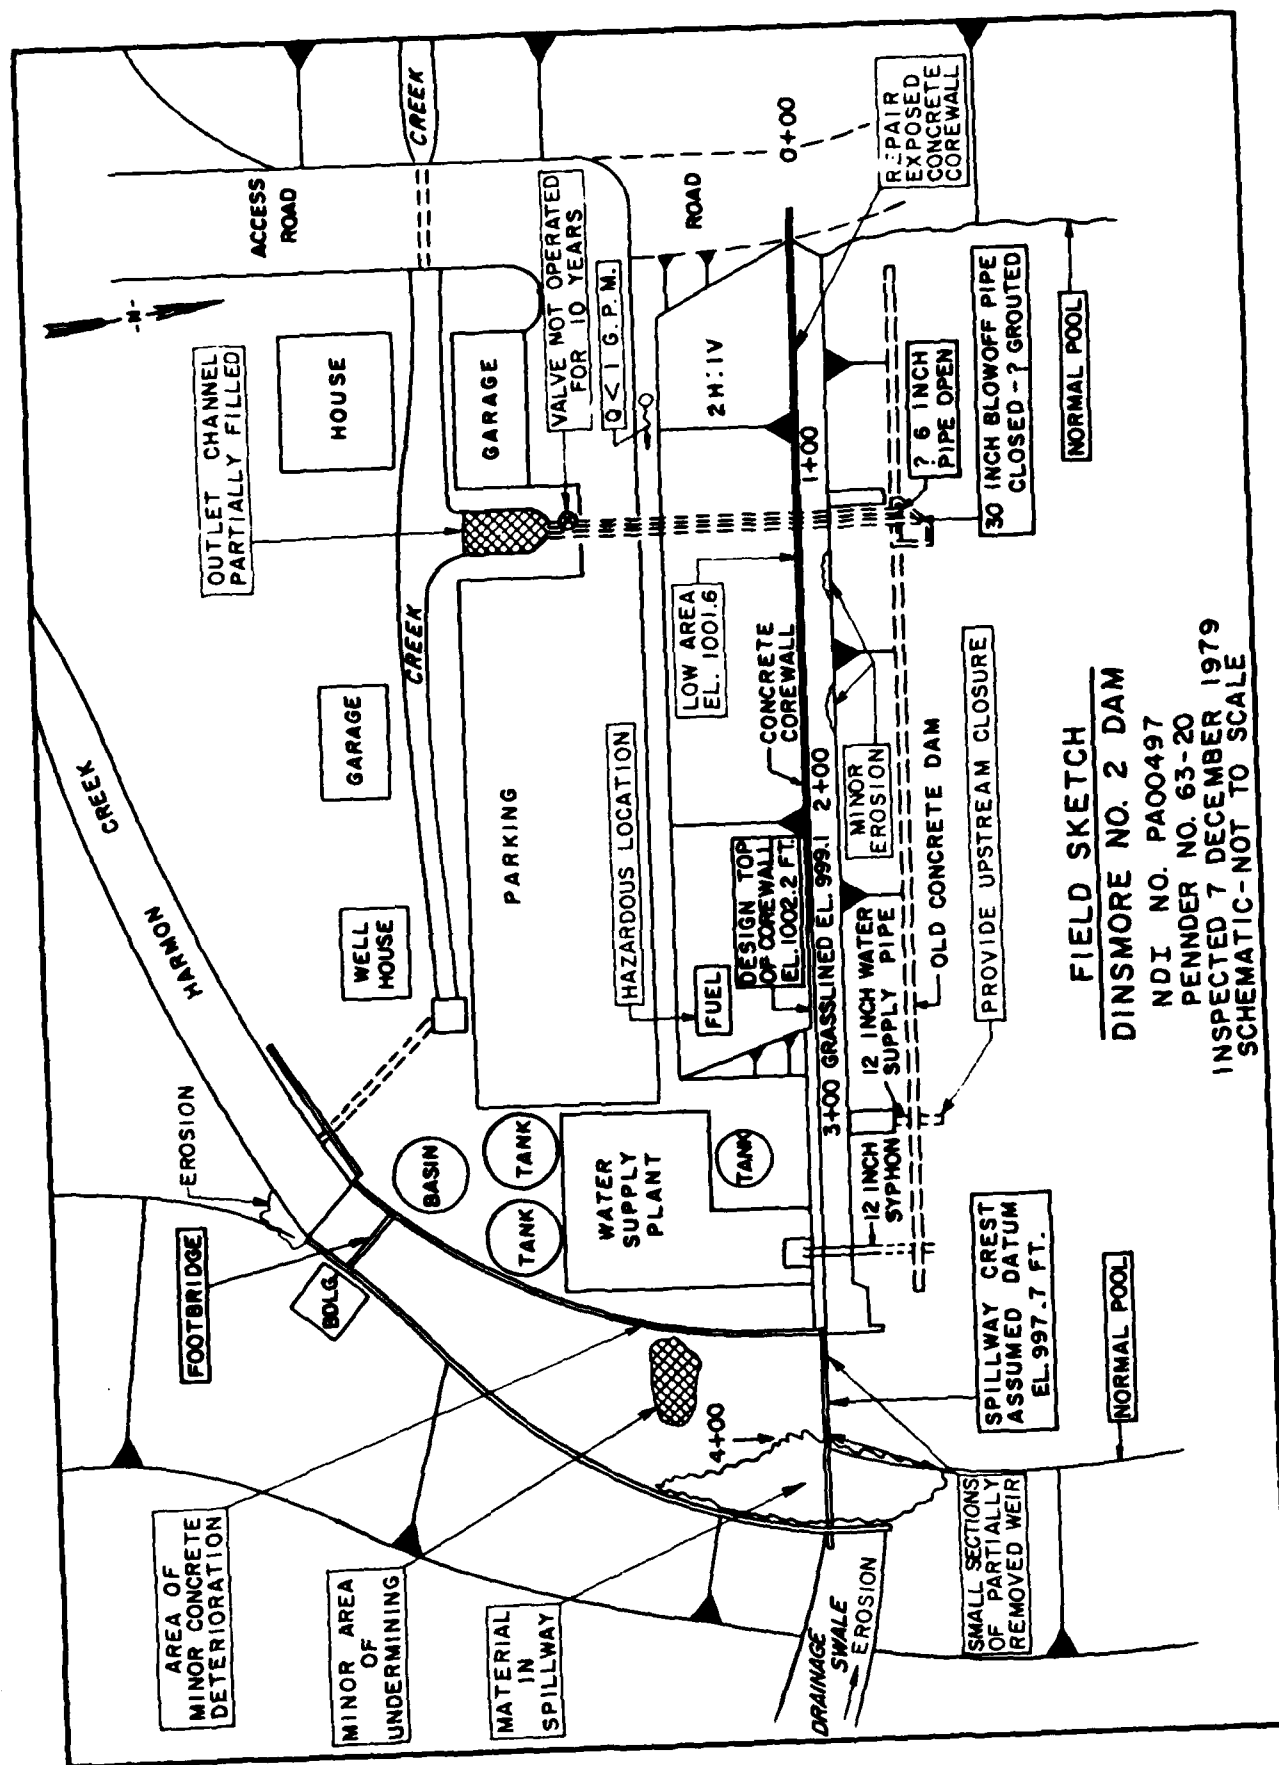 AREA OF
MINOR CONCRETE
DETERIORATION
MINOR AREA
OF
UNDERMINING
MATERIAL
IN
SPILLWAY
DRAINAGE
SWALE
EROSION
FOOTBRIDGE
EROSION
BDLG.
HARMON
CREEK
BASIN
TANK
TANK
WATER
SUPPLY
PLANT
TANK
4+00
WELL
HOUSE
GARAGE
CREEK
PARKING
HAZARDOUS LOCATION
FUEL
OUTLET CHANNEL
PARTIALLY FILLED
HOUSE
GARAGE
-N-
ACCESS
ROAD
CREEK
VALVE NOT OPERATED
FOR 10 YEARS
Q < 1 G. P. M.
ROAD
2H:1V
0+00
REPAIR
EXPOSED
CONCRETE
COREWALL
LOW AREA
EL. 1001.6
CONCRETE
COREWALL
DESIGN TOP
OF COREWALL
EL. 1002.2 FT.
3+00 GRASSLINED EL. 999.1 2+00
1+00
MINOR
EROSION
12 INCH WATER
SUPPLY PIPE
12 INCH
SYPHON
OLD CONCRETE DAM
PROVIDE UPSTREAM CLOSURE
? 6 INCH
PIPE OPEN
30 INCH BLOWOFF PIPE
CLOSED - ? GROUTED
NORMAL POOL
SPILLWAY CREST
ASSUMED DATUM
EL. 997.7 FT.
SMALL SECTIONS
OF PARTIALLY
REMOVED WEIR
NORMAL POOL
FIELD SKETCH
DINSMORE NO. 2 DAM
NDI NO. PA00497
PENNDER NO. 63-20
INSPECTED 7 DECEMBER 1979
SCHEMATIC-NOT TO SCALE